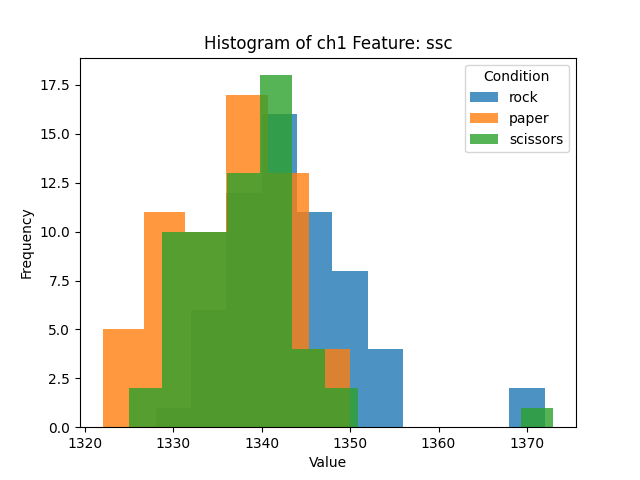 Histogram of ch1 Feature: ssc
Condition
rock
paper
scissors
17.5
15.0
12.5
10.0
7.5
5.0
2.5
0.0
Frequency
1320 1330 1340 1350 1360 1370
Value